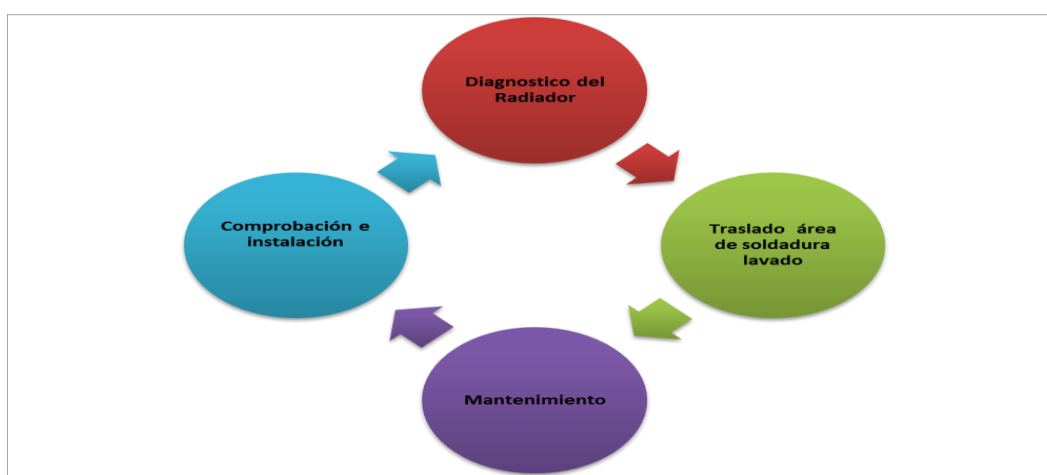 Diagnostico del
Radiador
Traslado área
de soldadura
lavado
Mantenimiento
Comprobación e
instalación